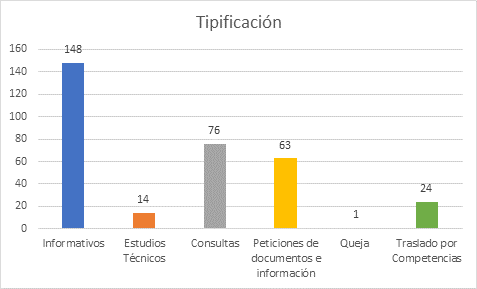 Tipificación
160
140
120
100
80
60
40
20
0
148
14
76
63
1
24
Informativos
Estudios
Técnicos
Consultas
Peticiones de
documentos e
información
Queja
Traslado por
Competencias